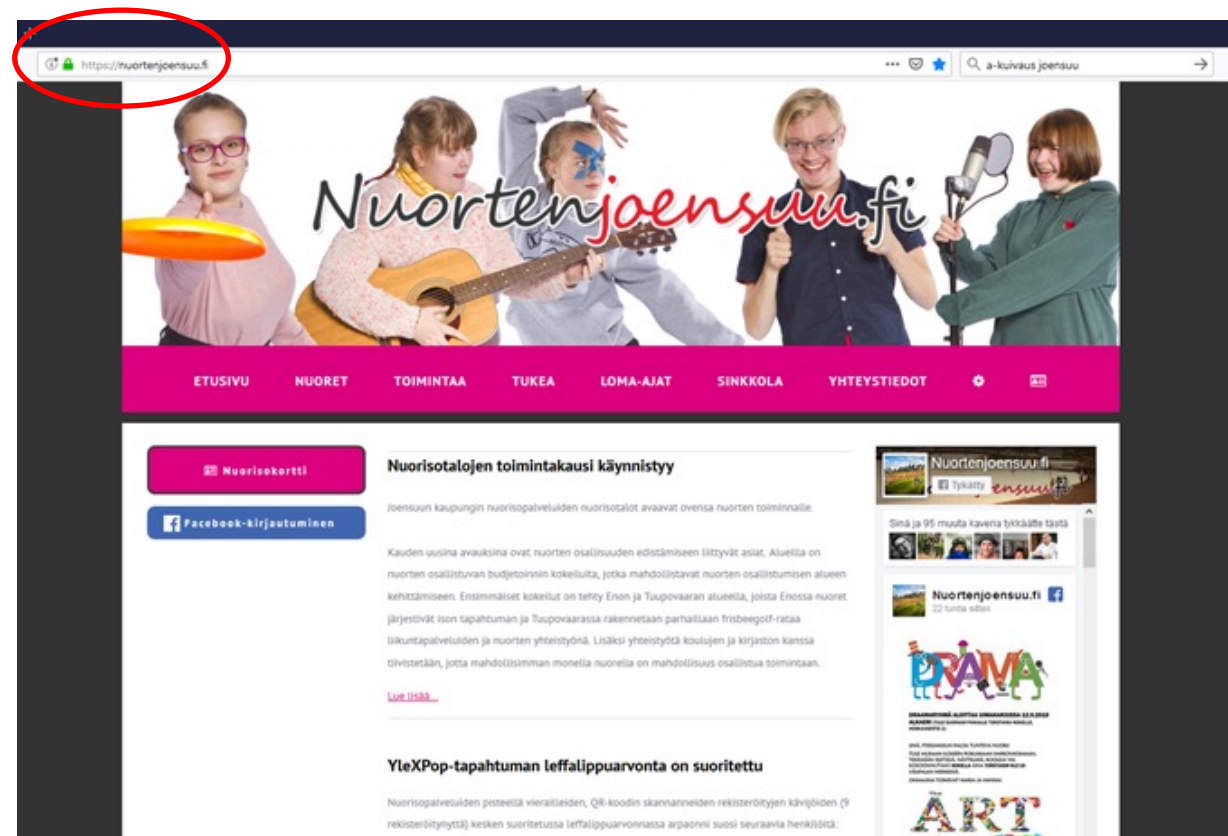 https://nuortenjoensuu.fi
a-kuivaus joensuu
Nuortenjoensuu.fi
ETUSIVU NUORET TOIMINTAA TUKEA LOMA-AJAT SINKKOLA YHTEYSTIEDOT
Nuorisokortti
Facebook-kirjautuminen
Nuorisotalojen toimintakausi käynnistyy
Joensuun kaupungin nuorisopalveluiden nuorisotalot avaavat ovensa nuorten toiminnalle.
Kauden uusina avauksina ovat nuorten osallisuuden edistämiseen liittyvät asiat. Alueilla on
nuorten osallistuvan budjetoinnin kokeiluita, jotka mahdollistavat nuorten osallistumisen alueen
kehittämiseen. Ensimmäiset kokeilut on tehty Enon ja Tuupovaaran alueella, joista Enossa nuoret
järjestivät ison tapahtuman ja Tuupovaarassa rakennetaan parhaillaan frisbeegolf-rataa
liikuntapalveluiden ja nuorten yhteistyönä. Lisäksi yhteistyötä koulujen ja kirjaston kanssa
tiivistetään, jotta mahdollisimman monella nuorella on mahdollisuus osallistua toimintaan.
Lue lisää...
YleXPop-tapahtuman leffalippuarvonta on suoritettu
Nuorisopalveluiden pisteellä vierailleiden, QR-koodin skannanneiden rekisteröityjen kävijöiden (9
rekisteröitynyttä) kesken suoritetussa leffalippuarvonnassa arpaonni suosi seuraavia henkilöitä:
Nuortenjoensuu.fi
Tykätty
Sinä ja 95 muuta kaveria tykkäätte tästä
Nuortenjoensuu.fi
22 tuntia sitten
DRAMA
ART